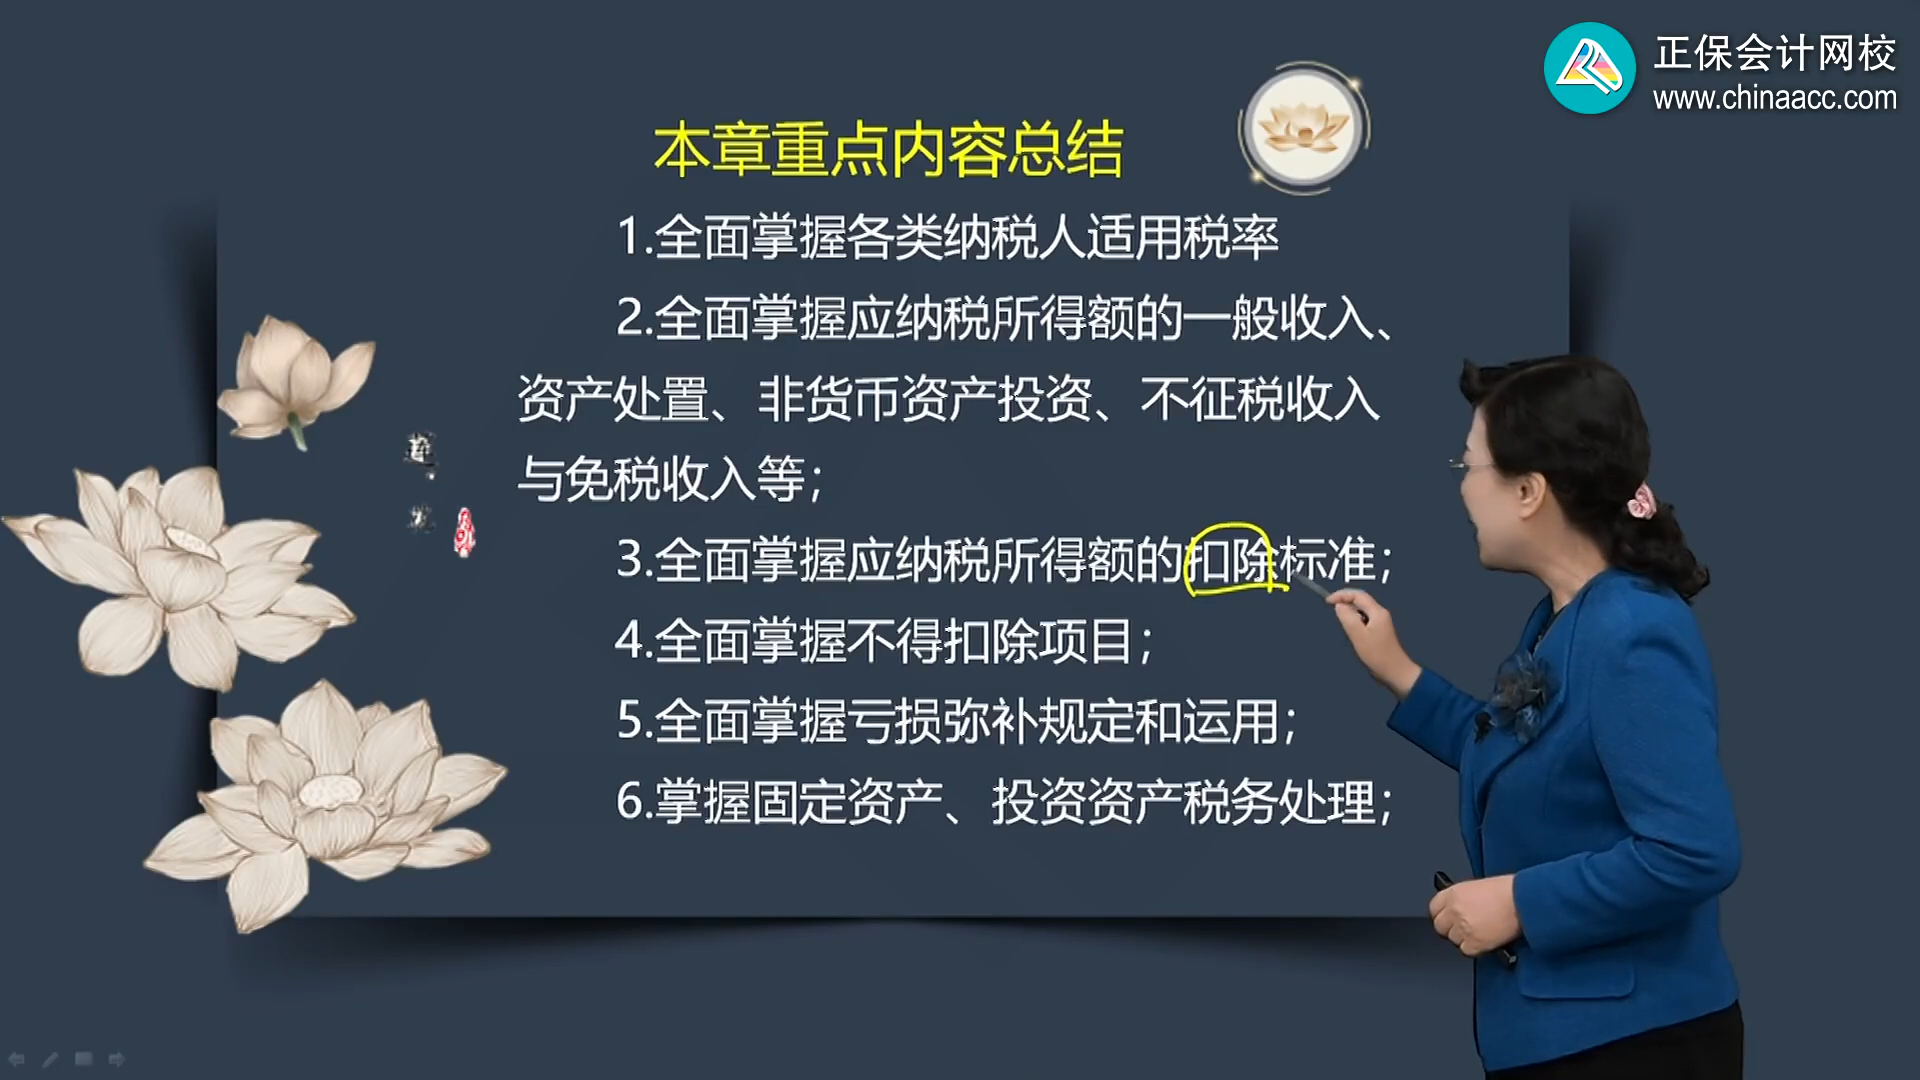 正保会计网校
www.chinaacc.com
本章重点内容总结
1.全面掌握各类纳税人适用税率
2.全面掌握应纳税所得额的一般收入、
资产处置、非货币资产投资、不征税收入
与免税收入等；
3.全面掌握应纳税所得额的扣除标准；
4.全面掌握不得扣除项目；
5.全面掌握亏损弥补规定和运用；
6.掌握固定资产、投资资产税务处理；